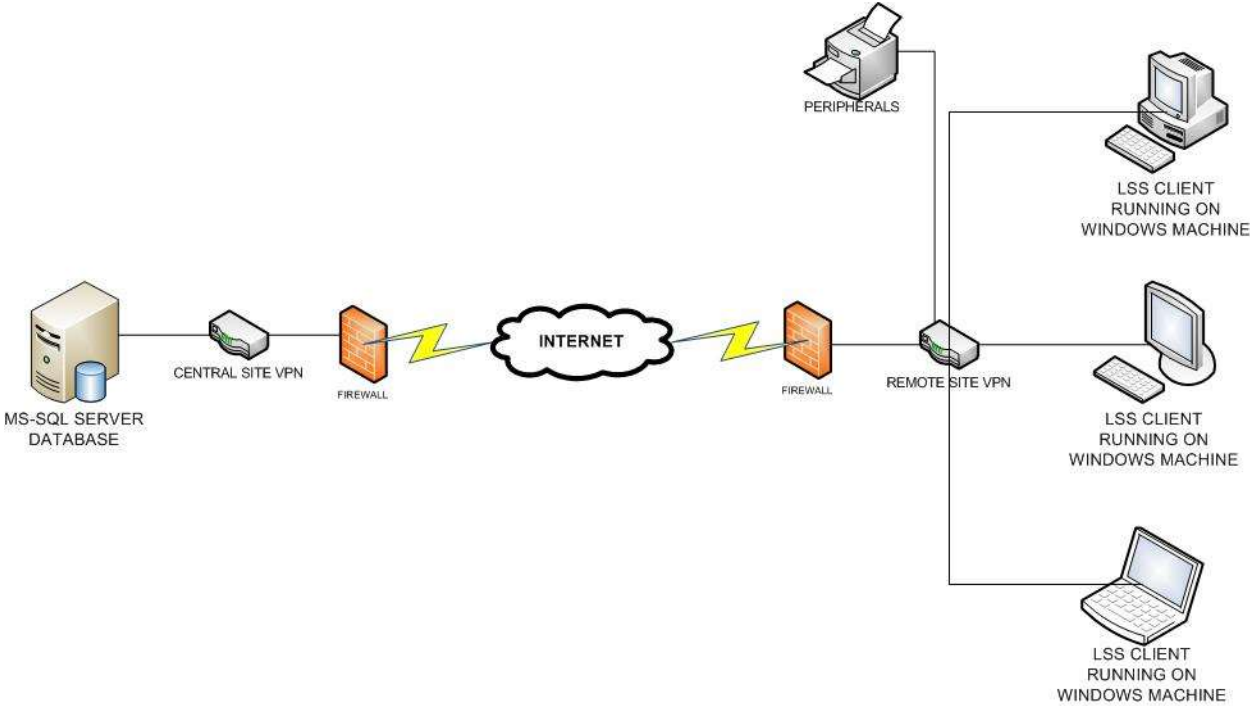 PERIPHERALS
LSS CLIENT
RUNNING ON
WINDOWS MACHINE
MS-SQL SERVER
DATABASE
CENTRAL SITE VPN
FIREWALL
INTERNET
FIREWALL
REMOTE SITE VPN
LSS CLIENT
RUNNING ON
WINDOWS MACHINE
LSS CLIENT
RUNNING ON
WINDOWS MACHINE